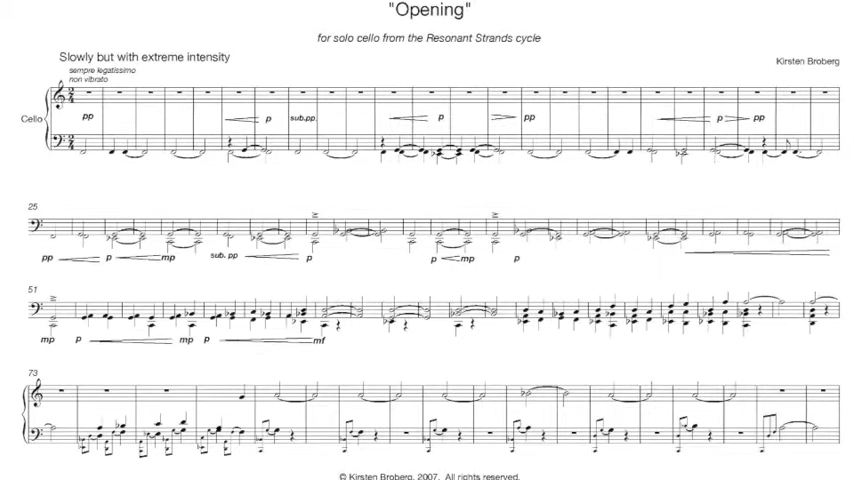 "Opening"
for solo cello from the Resonant Strands cycle
Slowly but with extreme intensity
Kirsten Broberg
sempre legatissimo
non vibrato
Cello
pp p sub.pp. p pp p pp
25
pp p mp sub. pp p p mp p
51
mp p mp p mf
73
© Kirsten Broberg, 2007. All rights reserved.